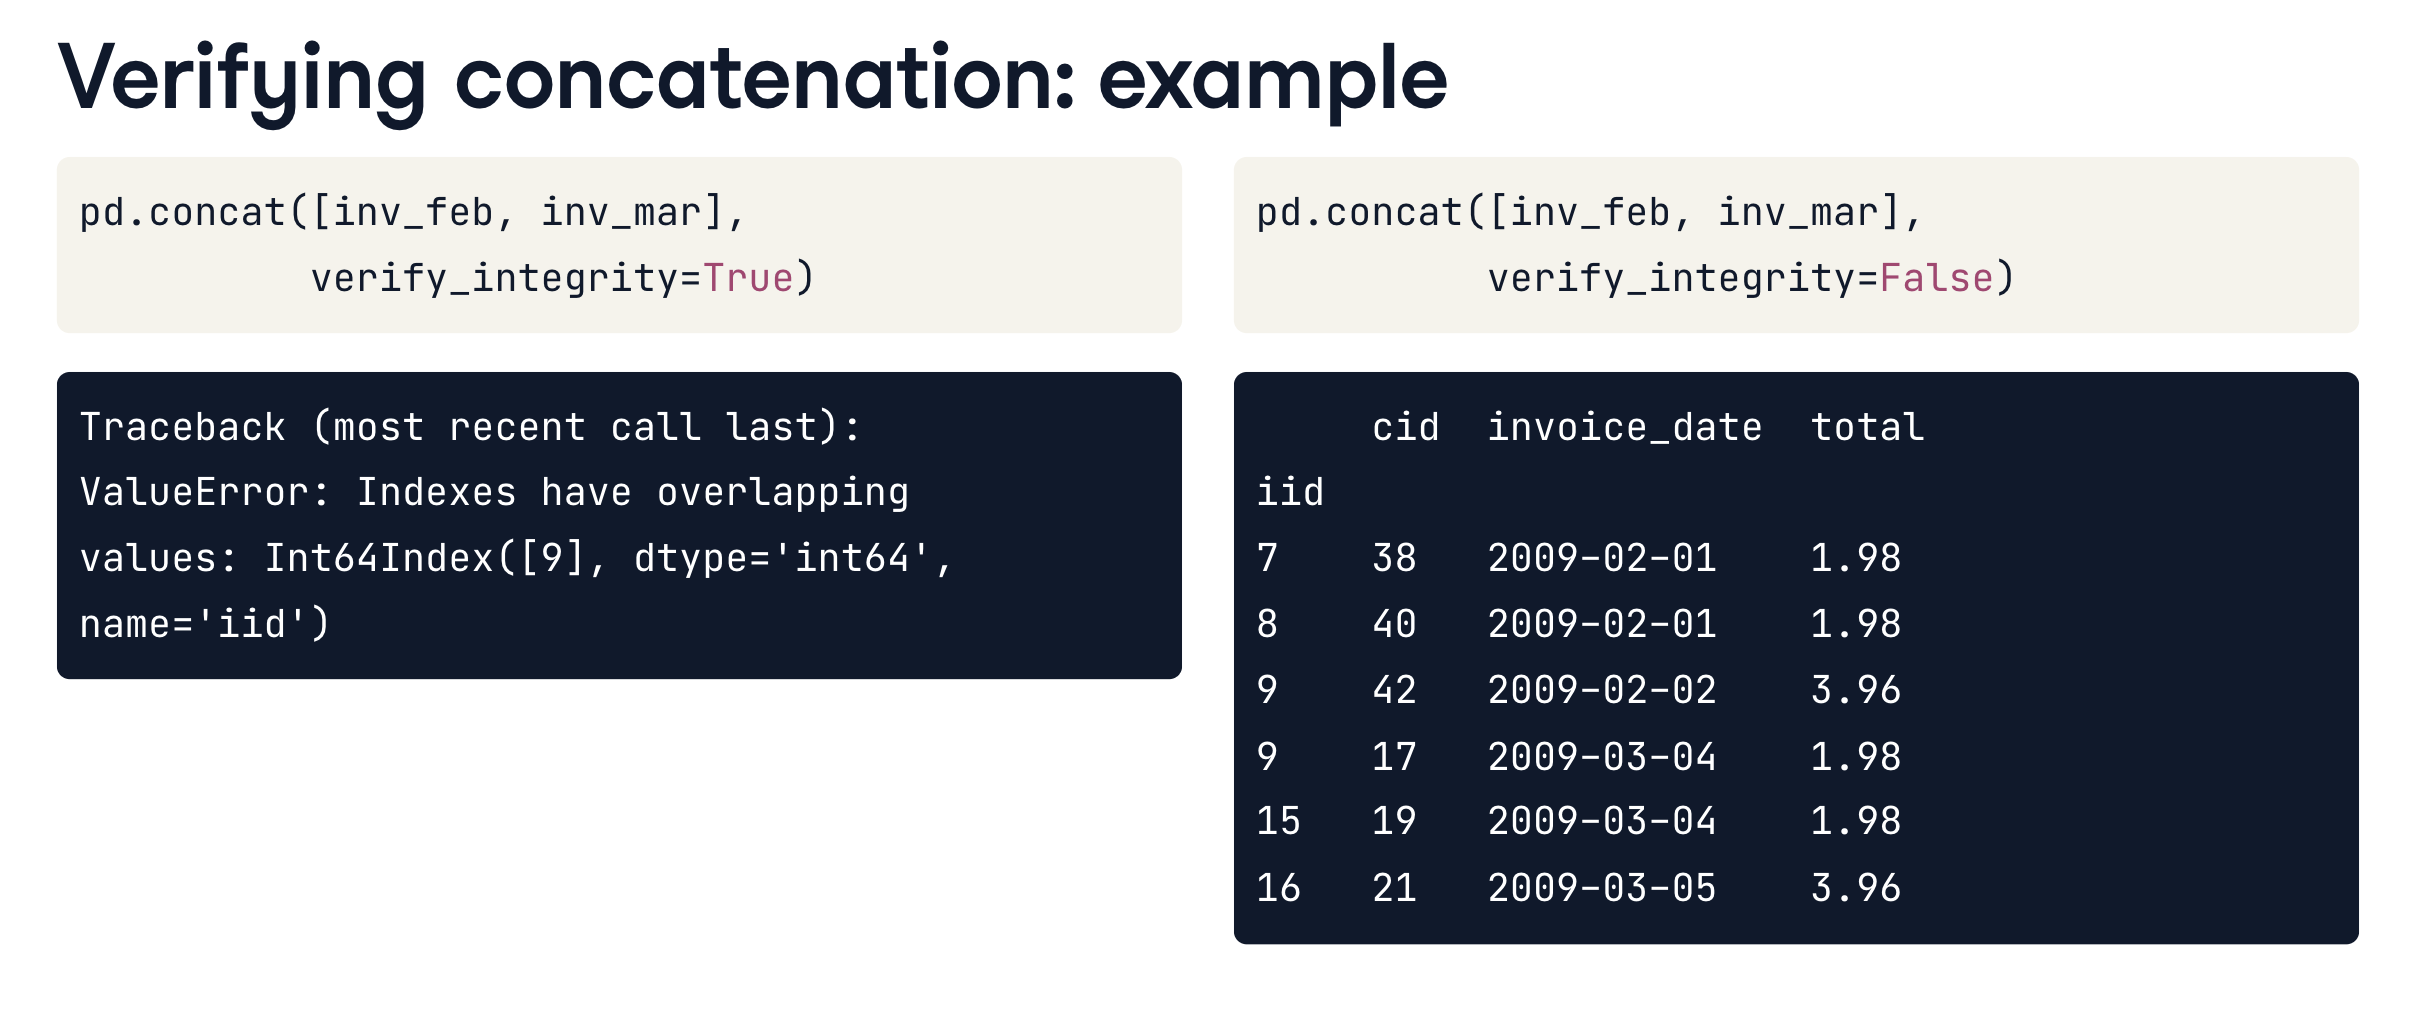 Verifying concatenation: example
pd.concat([inv_feb, inv_mar],
          verify_integrity=True)
Traceback (most recent call last):
ValueError: Indexes have overlapping
values: Int64Index([9], dtype='int64',
name='iid')
pd.concat([inv_feb, inv_mar],
          verify_integrity=False)
     cid  invoice_date  total
iid
7    38   2009-02-01    1.98
8    40   2009-02-01    1.98
9    42   2009-02-02    3.96
9    17   2009-03-04    1.98
15   19   2009-03-04    1.98
16   21   2009-03-05    3.96